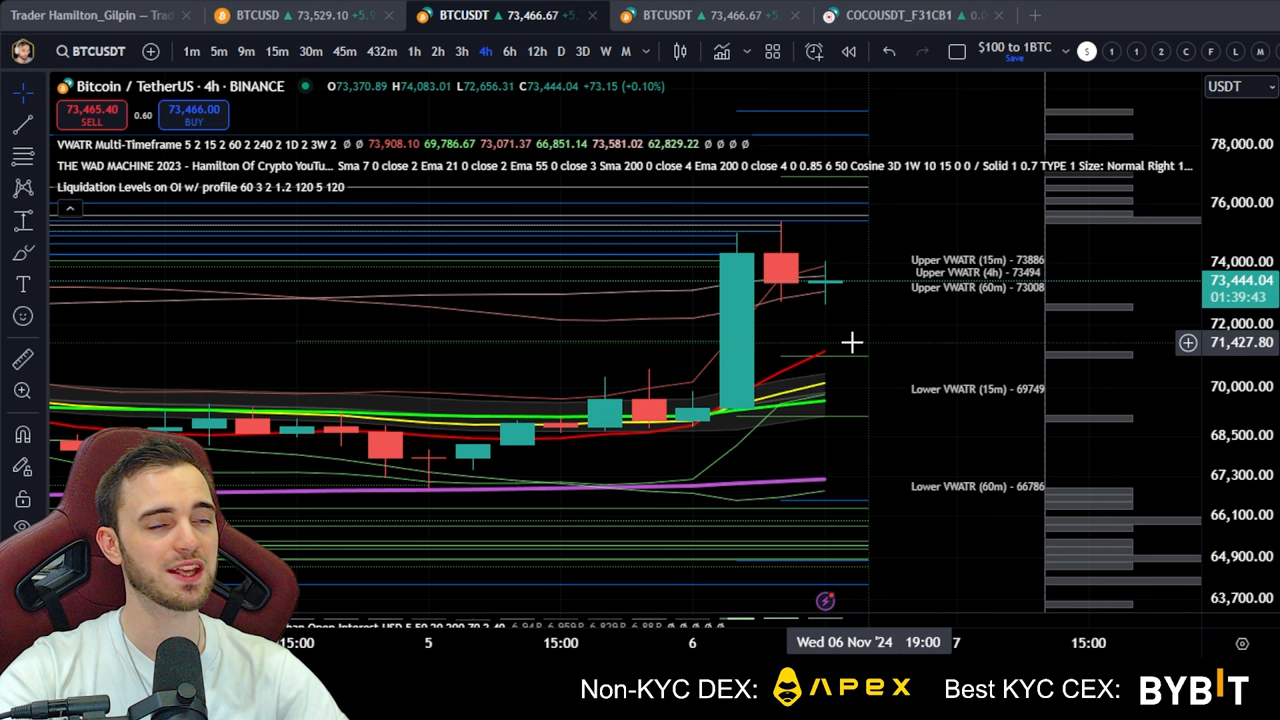 Trader Hamilton_Gilpin — Trad
BTCUSD ▲ 73,529.10 +5.9
BTCUSDT ▲ 73,466.67 +5.
BTCUSDT ▲ 73,466.67 +5.
COCOUSDT_F31CB1 ▲ 0.0
BTCUSDT 1m 5m 9m 15m 30m 45m 432m 1h 2h 3h 4h 6h 12h D 3D W M
$100 to 1BTC
Save
S 1 1 2 C F L M
Bitcoin / TetherUS · 4h · BINANCE O73,370.89 H74,083.01 L72,656.31 C73,444.04 +73.15 (+0.10%)
USDT
73,465.40
SELL
0.60
73,466.00
BUY
VWATR Multi-Timeframe 5 2 15 2 60 2 240 2 1D 2 3W 2 Ø Ø 73,908.10 69,786.67 73,071.37 66,851.14 73,581.02 62,829.22 Ø Ø Ø Ø
THE WAD MACHINE 2023 - Hamilton Of Crypto YouTu... Sma 7 0 close 2 Ema 21 0 close 2 Ema 55 0 close 3 Sma 200 0 close 4 Ema 200 0 close 4 0 0.85 6 50 Cosine 3D 1W 10 15 0 0 / Solid 1 0.7 TYPE 1 Size: Normal Right 1...
Liquidation Levels on OI w/ profile 60 3 2 1.2 120 5 120
78,000.00
76,000.00
74,000.00
73,444.04
01:39:43
72,000.00
71,427.80
70,000.00
68,500.00
67,300.00
66,100.00
64,900.00
63,700.00
Upper VWATR (15m) - 73886
Upper VWATR (4h) - 73494
Upper VWATR (60m) - 73008
Lower VWATR (15m) - 69749
Lower VWATR (60m) - 66786
15:00 5 15:00 6 Wed 06 Nov '24 19:00 7 15:00
Non-KYC DEX: APEX Best KYC CEX: BYBIT